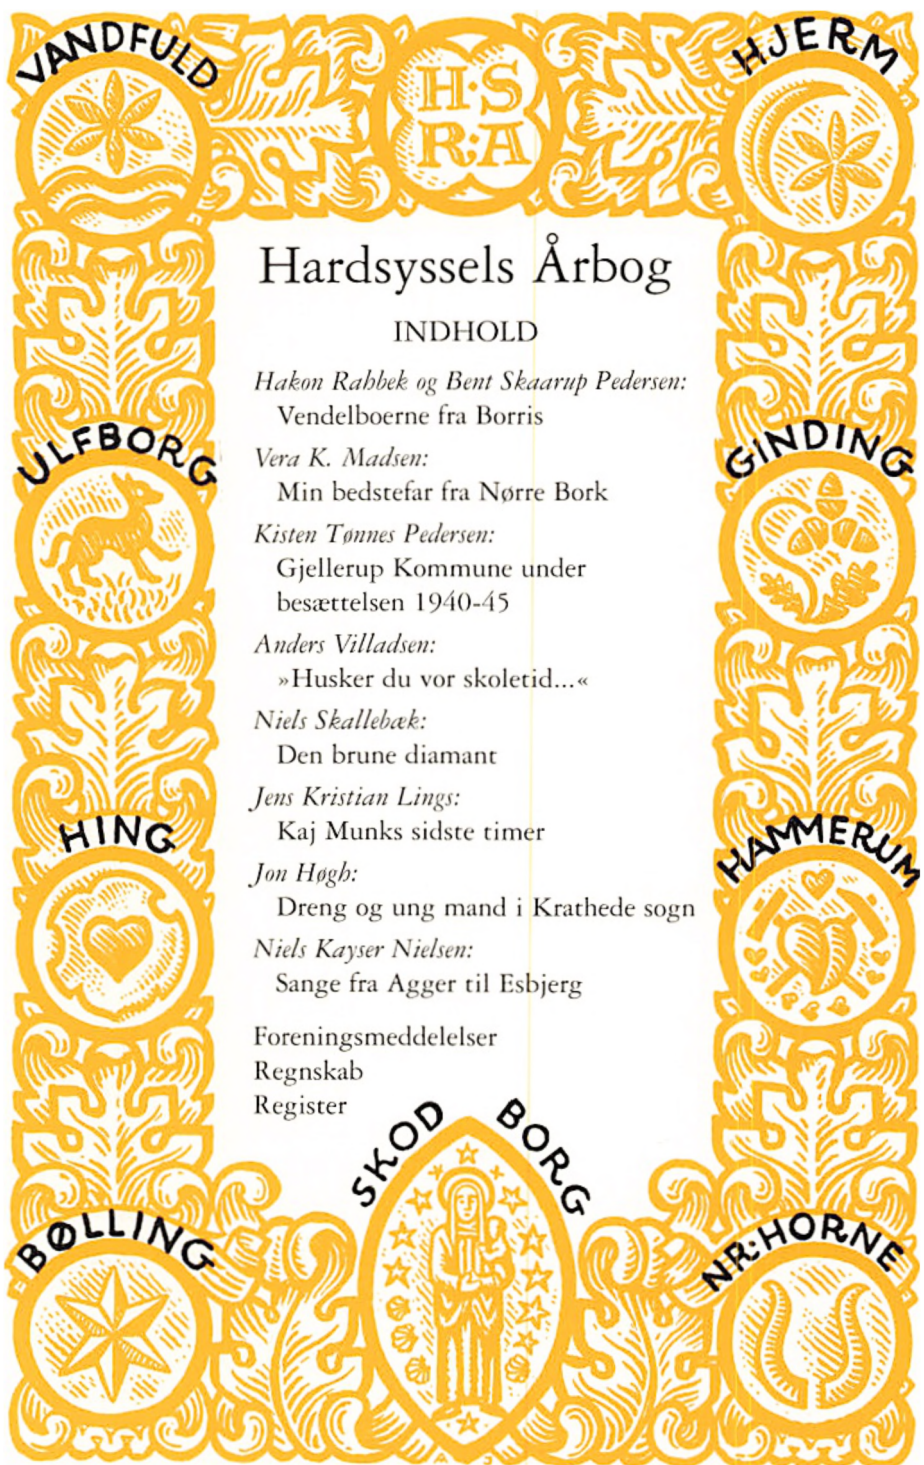 VANDFULD
H·S
R·A
HJERM
Hardsyssels Årbog
INDHOLD
Hakon Rabbek og Bent Skaarup Pedersen:
Vendelboerne fra Borris
ULFBORG
GINDING
Vera K. Madsen:
Min bedstefar fra Nørre Bork
Kisten Tønnes Pedersen:
Gjellerup Kommune under
besættelsen 1940-45
Anders Villadsen:
»Husker du vor skoletid...«
Niels Skallebæk:
Den brune diamant
Jens Kristian Lings:
Kaj Munks sidste timer
HING
HAMMERUM
Jon Høgh:
Dreng og ung mand i Krathede sogn
Niels Kayser Nielsen:
Sange fra Agger til Esbjerg
Foreningsmeddelelser
Regnskab
Register
SKOD BORG
BØLLING
NR·HORNE
A J